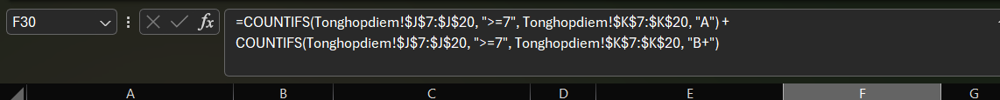 F30
fx
=COUNTIFS(Tonghopdiem!$J$7:$J$20, ">=7", Tonghopdiem!$K$7:$K$20, "A") +
COUNTIFS(Tonghopdiem!$J$7:$J$20, ">=7", Tonghopdiem!$K$7:$K$20, "B+")
A B C D E F G